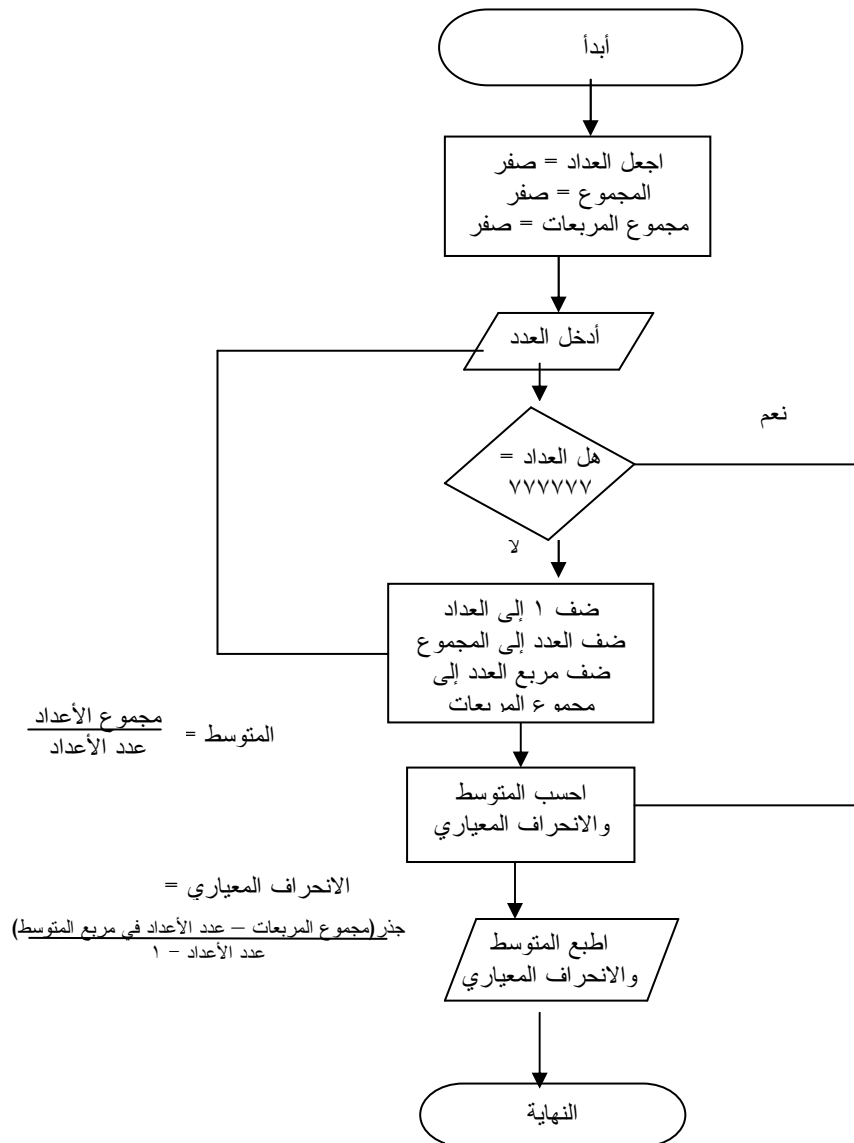 أبدأ
اجعل العداد = صفر
المجموع = صفر
مجموع المربعات = صفر
أدخل العدد
نعم
هل العداد =
٧٧٧٧٧٧
لا
ضف ١ إلى العداد
ضف العدد إلى المجموع
ضف مربع العدد إلى
مجموع المربعات
المتوسط = مجموع الأعداد
عدد الأعداد
احسب المتوسط
والانحراف المعياري
الانحراف المعياري =
جذر(مجموع المربعات – عدد الأعداد في مربع المتوسط)
عدد الأعداد – ١
اطبع المتوسط
والانحراف المعياري
النهاية